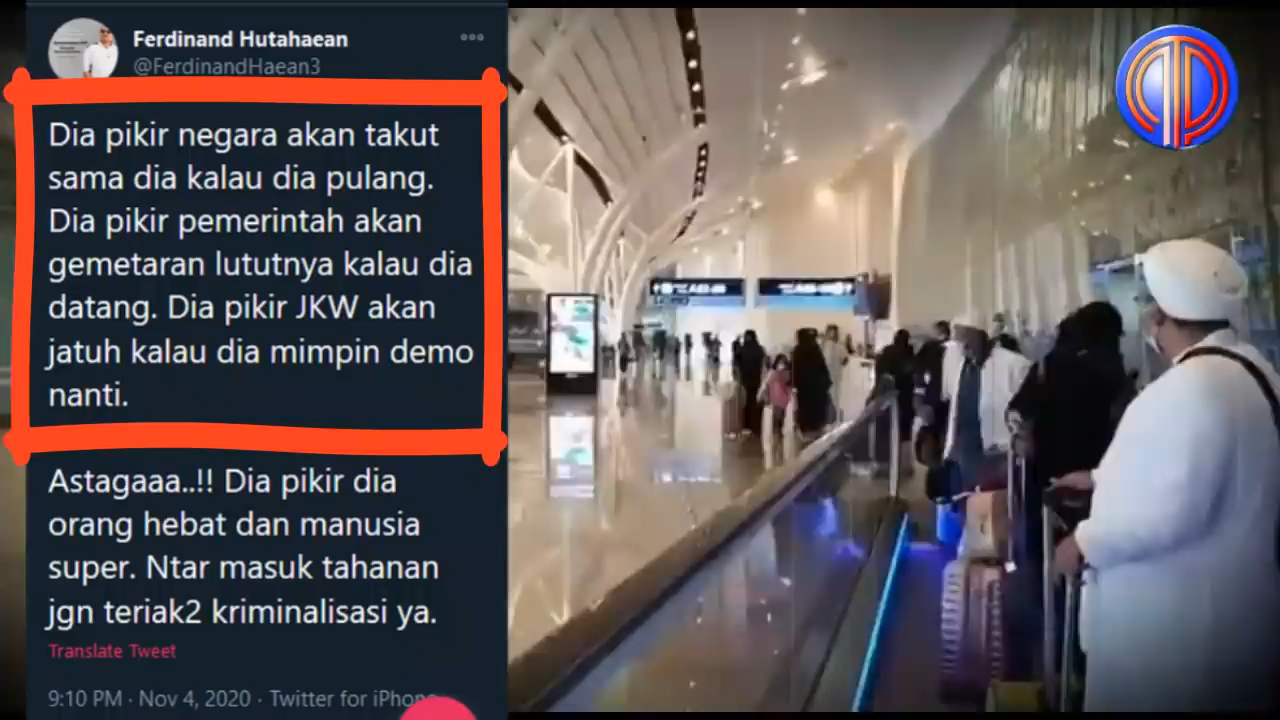 Ferdinand Hutahaean
@FerdinandHaean3
Dia pikir negara akan takut
sama dia kalau dia pulang.
Dia pikir pemerintah akan
gemetaran lututnya kalau dia
datang. Dia pikir JKW akan
jatuh kalau dia mimpin demo
nanti.
Astagaaa..!! Dia pikir dia
orang hebat dan manusia
super. Ntar masuk tahanan
jgn teriak2 kriminalisasi ya.
Translate Tweet
9:10 PM · Nov 4, 2020 · Twitter for iPhone